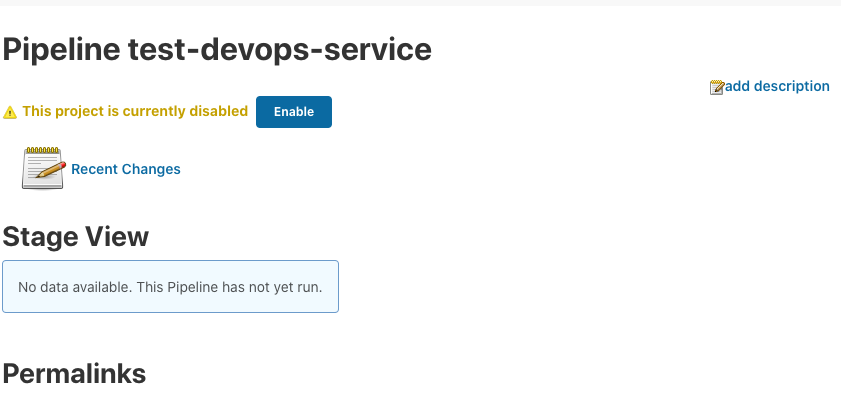 Pipeline test-devops-service
add description
This project is currently disabled
Enable
Recent Changes
Stage View
No data available. This Pipeline has not yet run.
Permalinks